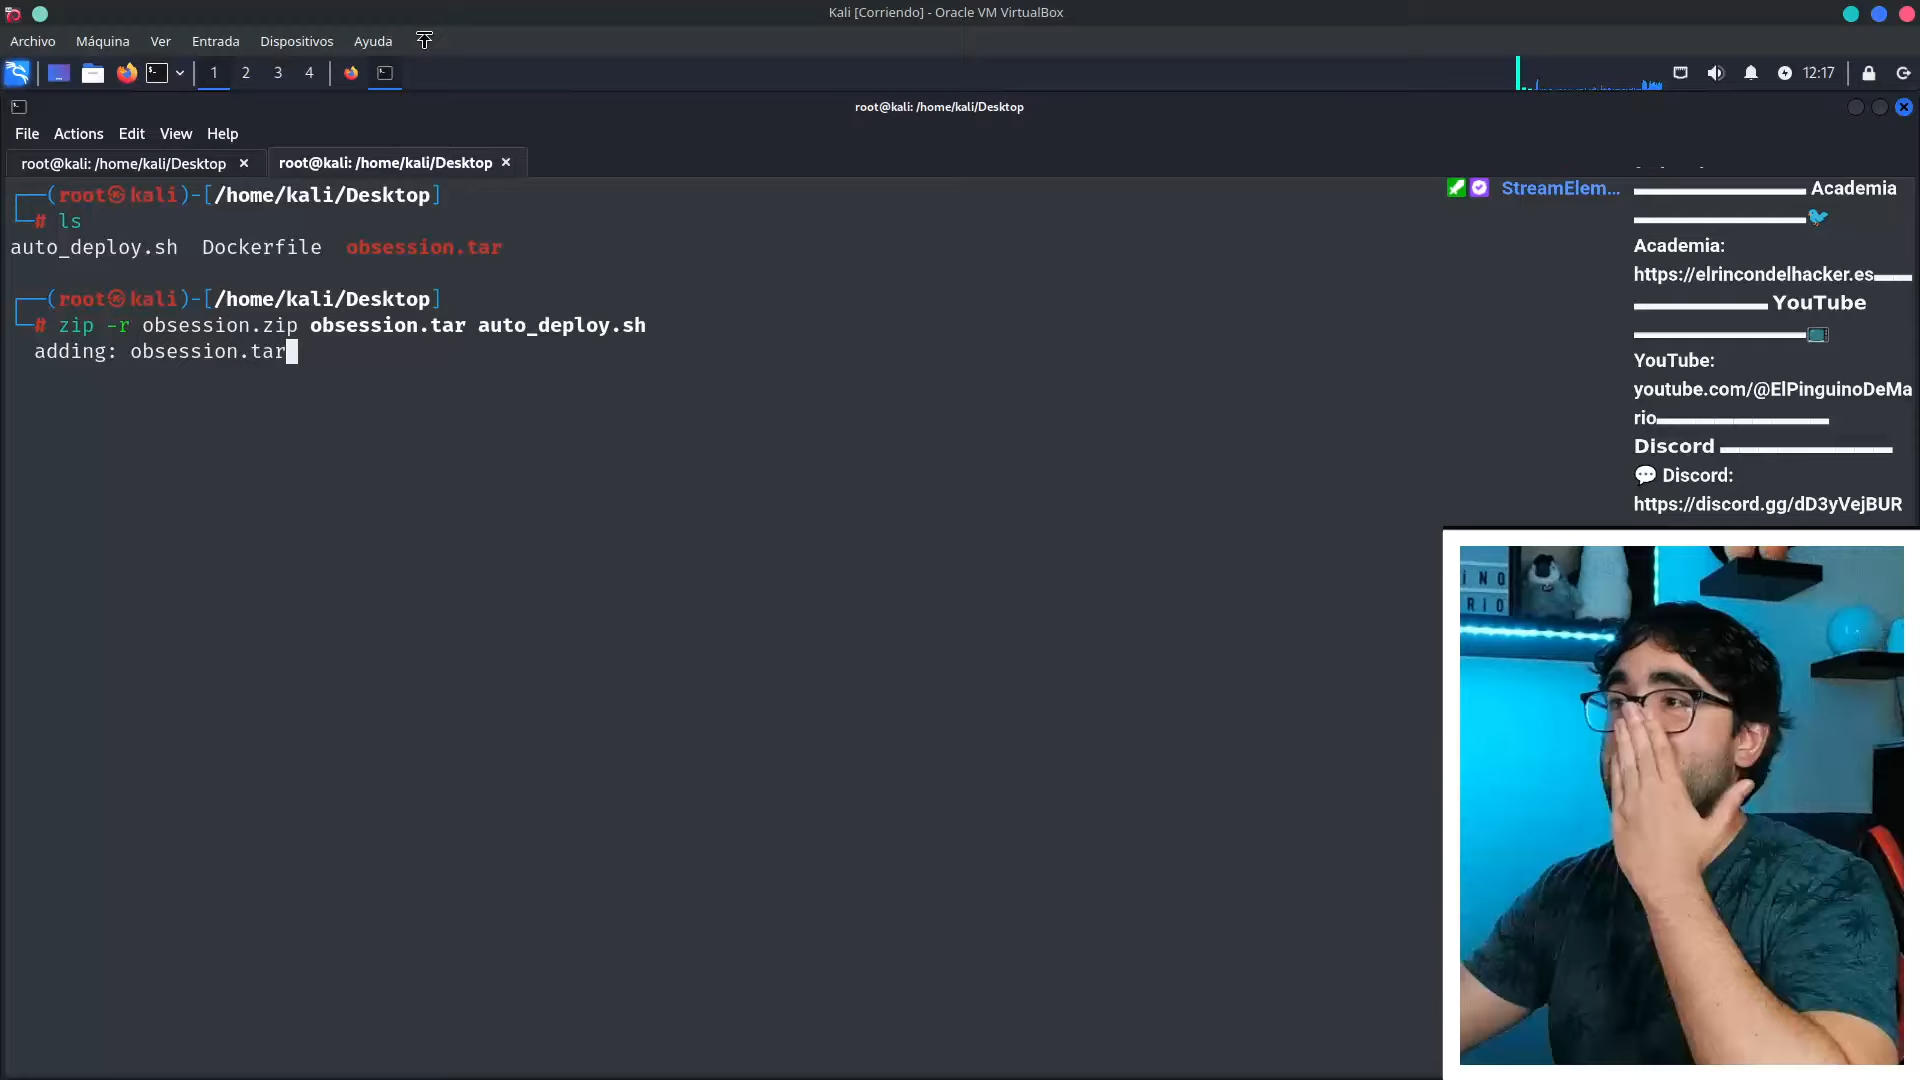 Kali [Corriendo] - Oracle VM VirtualBox
Archivo Máquina Ver Entrada Dispositivos Ayuda
1 2 3 4 12:17
root@kali: /home/kali/Desktop
File Actions Edit View Help
root@kali: /home/kali/Desktop × root@kali: /home/kali/Desktop ×
┌──(root㉿kali)-[/home/kali/Desktop]
└─# ls
auto_deploy.sh Dockerfile obsession.tar
┌──(root㉿kali)-[/home/kali/Desktop]
└─# zip -r obsession.zip obsession.tar auto_deploy.sh
adding: obsession.tar
StreamElem... ▬▬▬▬▬▬▬▬▬ Academia
▬▬▬▬▬▬▬▬▬🐦
Academia:
https://elrincondelhacker.es▬▬
▬▬▬▬▬▬▬ YouTube
▬▬▬▬▬▬▬▬▬📺
YouTube:
youtube.com/@ElPinguinoDeMa
rio▬▬▬▬▬▬▬▬▬
Discord ▬▬▬▬▬▬▬▬▬
💬 Discord:
https://discord.gg/dD3yVejBUR
INO
RIO